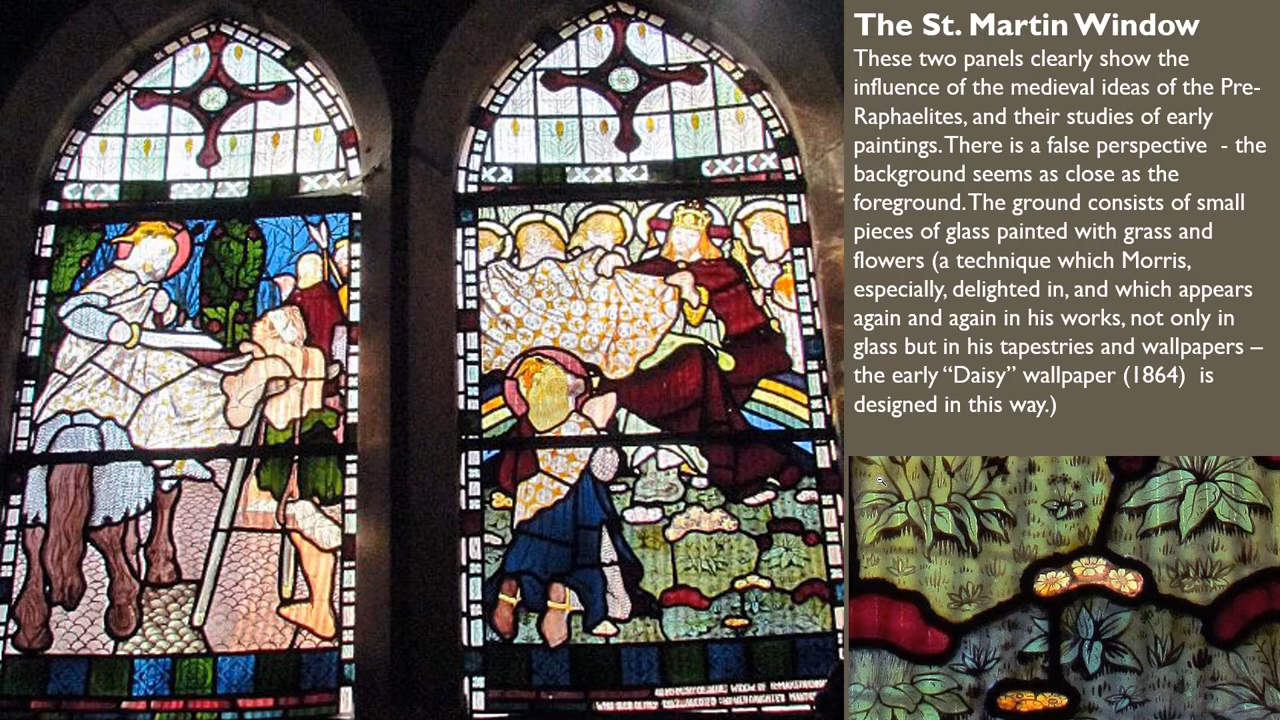 The St. Martin Window
These two panels clearly show the
influence of the medieval ideas of the Pre-
Raphaelites, and their studies of early
paintings. There is a false perspective  - the
background seems as close as the
foreground. The ground consists of small
pieces of glass painted with grass and
flowers (a technique which Morris,
especially, delighted in, and which appears
again and again in his works, not only in
glass but in his tapestries and wallpapers –
the early “Daisy” wallpaper (1864)  is
designed in this way.)
WIDOW OF
DAUGHTER